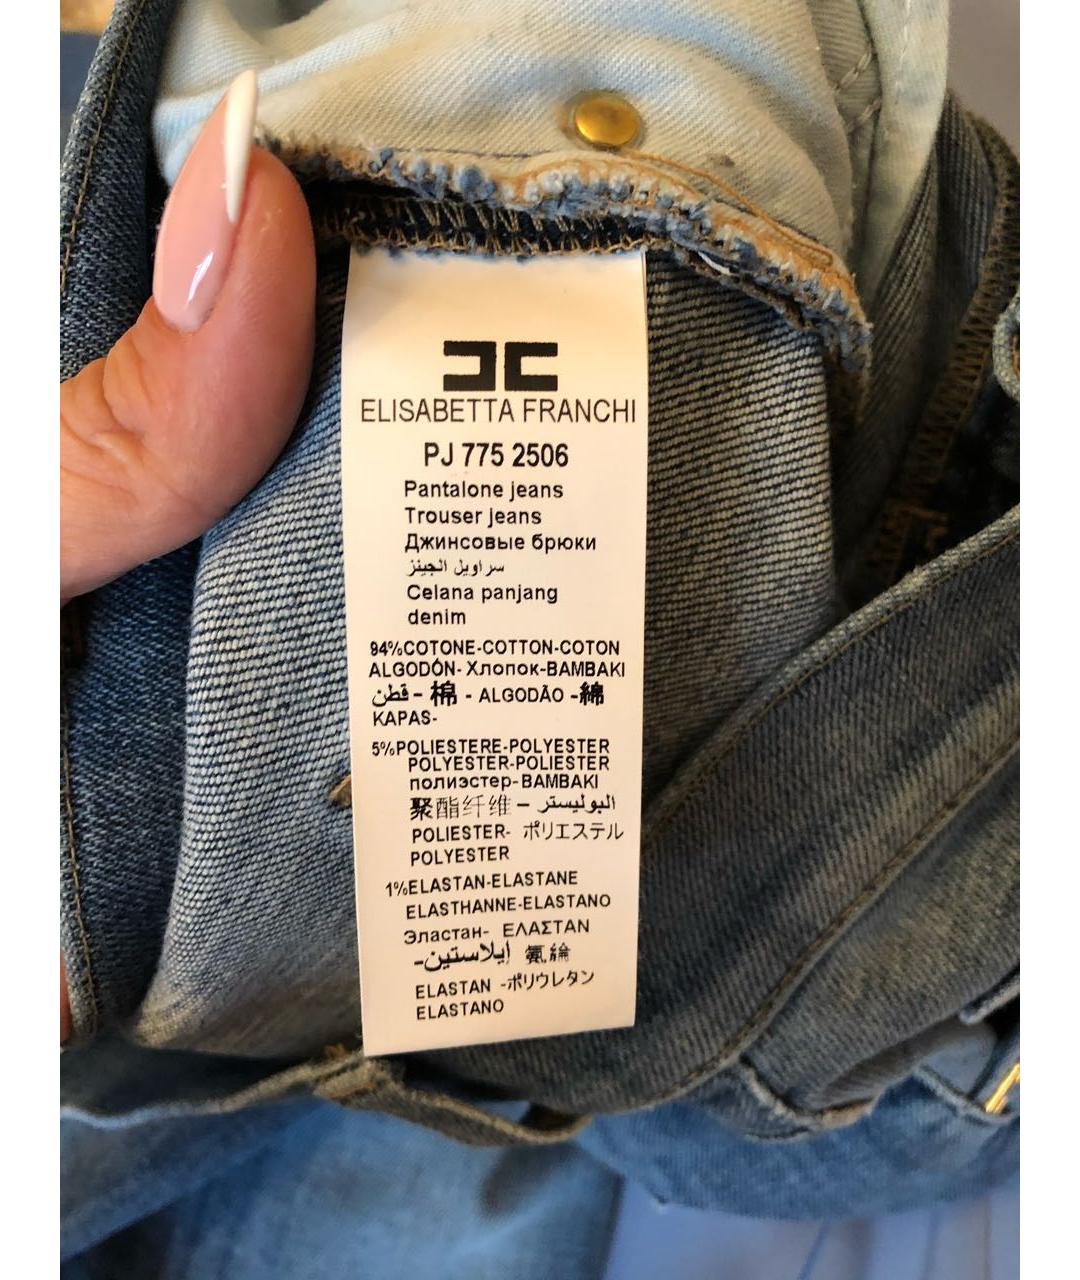 ELISABETTA FRANCHI
PJ 775 2506
Pantalone jeans
Trouser jeans
Джинсовые брюки
سراويل الجينز
Celana panjang
denim
94%COTONE-COTTON-COTON
ALGODÓN- Хлопок-BAMBAKI
قطن - 棉 - ALGODÃO -綿
KAPAS-
5%POLIESTERE-POLYESTER
POLYESTER-POLIESTER
полиэстер-BAMBAKI
聚酯纤维 - البوليستر
POLIESTER- ポリエステル
POLYESTER
1%ELASTAN-ELASTANE
ELASTHANNE-ELASTANO
Эластан- ΕΛΑΣΤΑΝ
إيلاستين- 氨綸
ELASTAN -ポリウレタン
ELASTANO